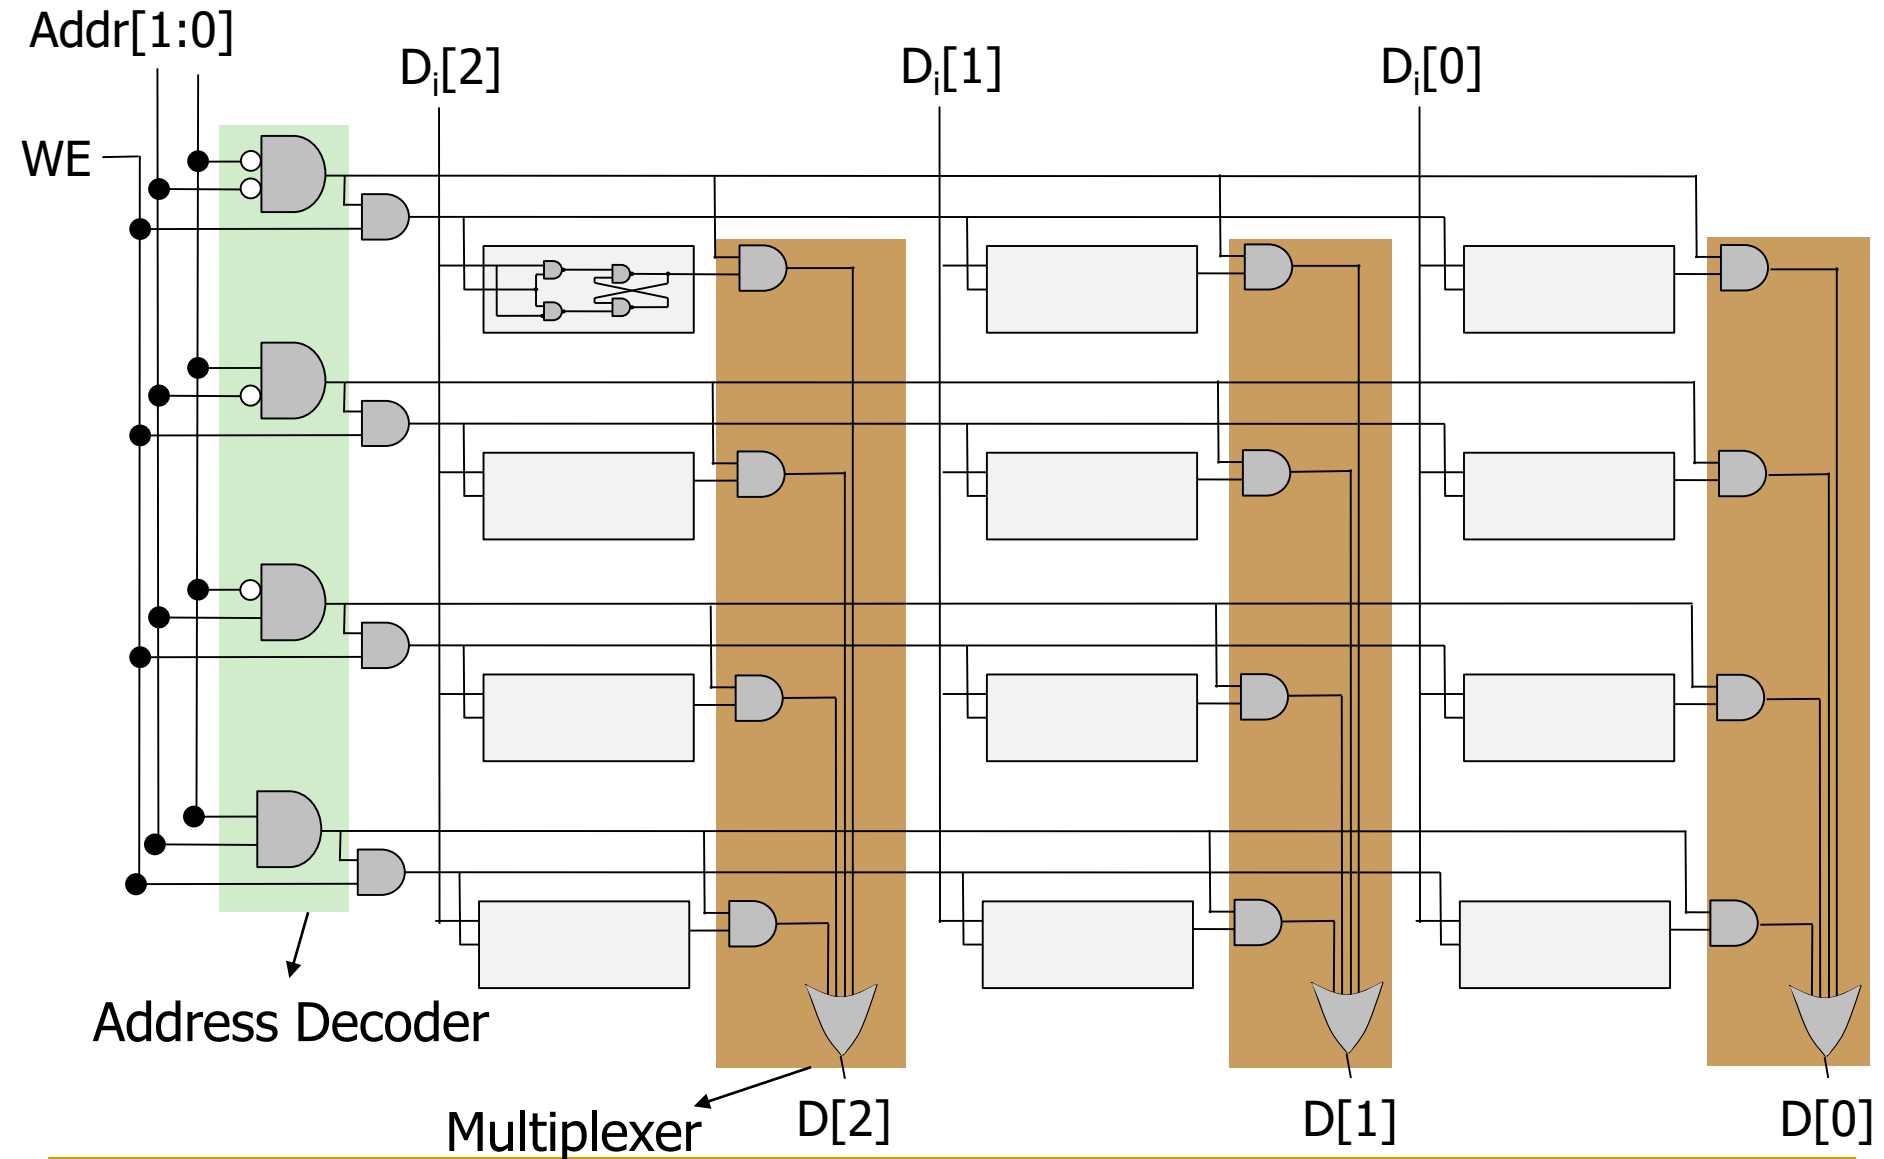 Addr[1:0]
Di[2] Di[1] Di[0]
WE
Address Decoder
Multiplexer D[2] D[1] D[0]